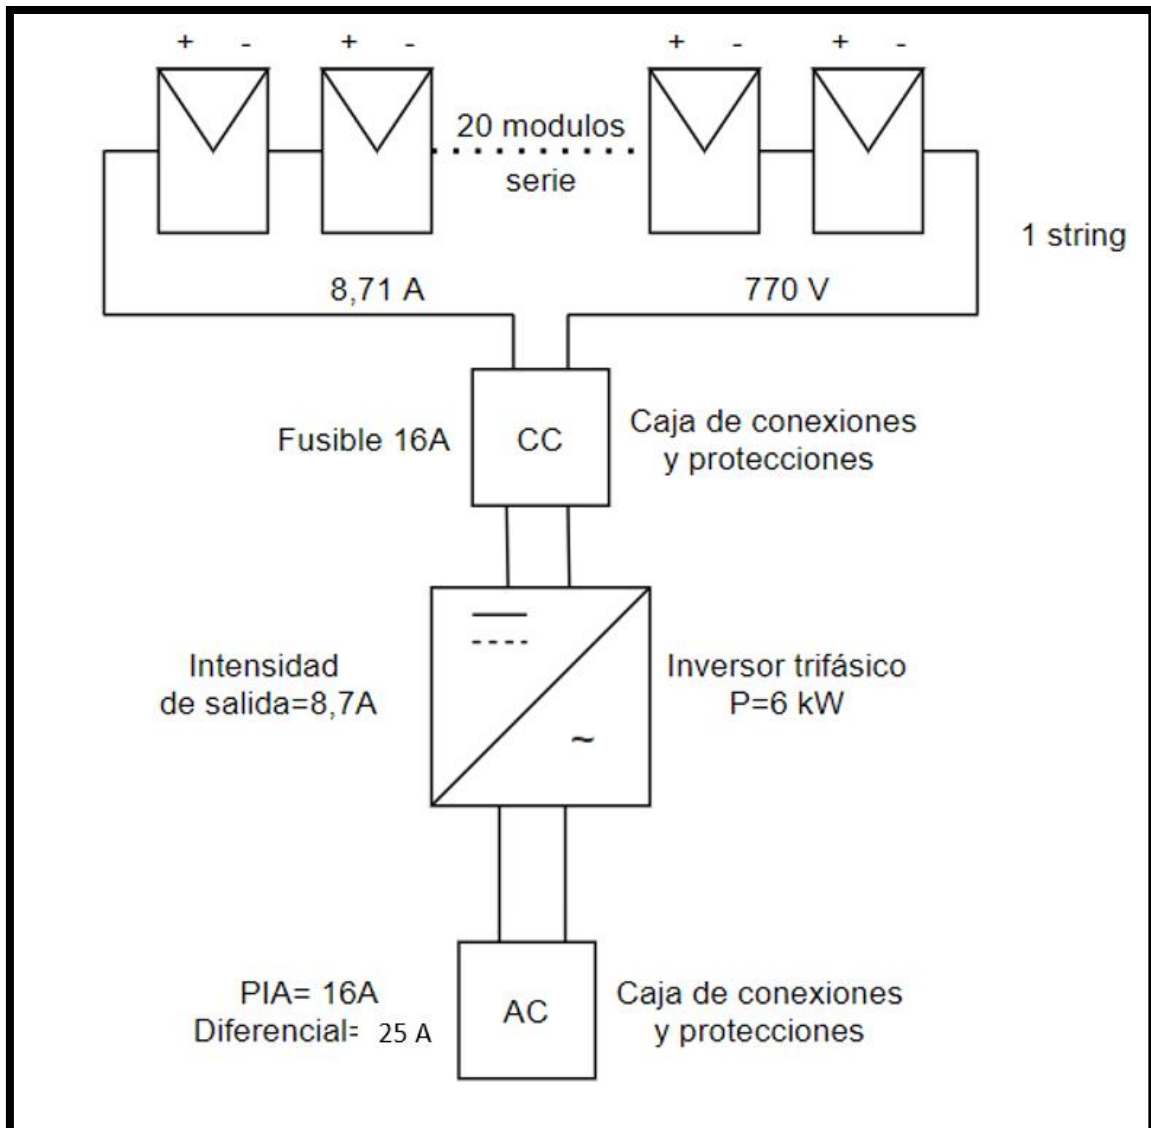 + - + - + - + -
20 modulos
serie
1 string
8,71 A
770 V
Fusible 16A
CC
Caja de conexiones
y protecciones
Intensidad
de salida=8,7A
Inversor trifásico
P=6 kW
~
PIA= 16A
Diferencial= 25 A
AC
Caja de conexiones
y protecciones